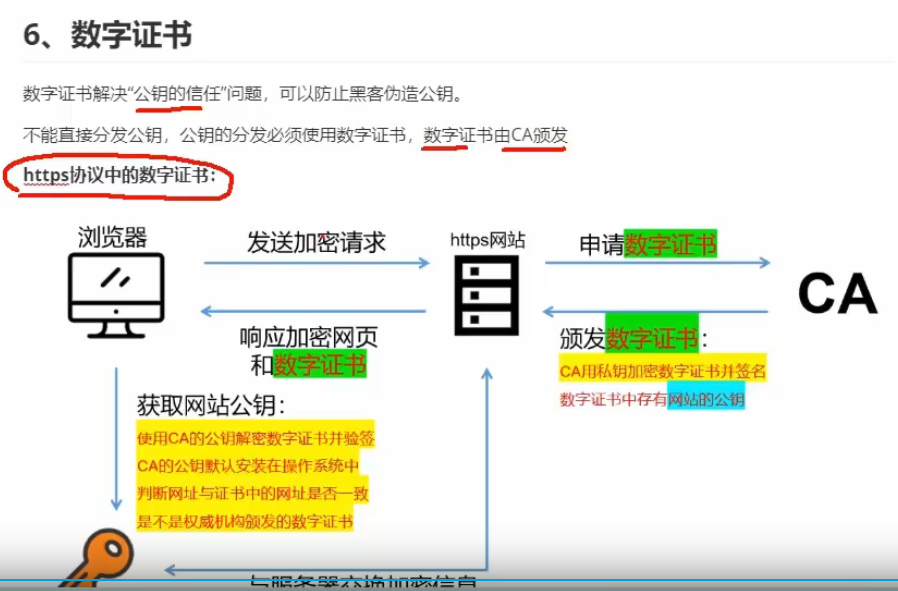 6、数字证书
数字证书解决“公钥的信任”问题，可以防止黑客伪造公钥。
不能直接分发公钥，公钥的分发必须使用数字证书，数字证书由CA颁发
https协议中的数字证书：
浏览器
发送加密请求
https网站
申请数字证书
CA
响应加密网页
和数字证书
颁发数字证书：
CA用私钥加密数字证书并签名
数字证书中存有网站的公钥
获取网站公钥：
使用CA的公钥解密数字证书并验签
CA的公钥默认安装在操作系统中
判断网址与证书中的网址是否一致
是不是权威机构颁发的数字证书
与服务器交换加密信息